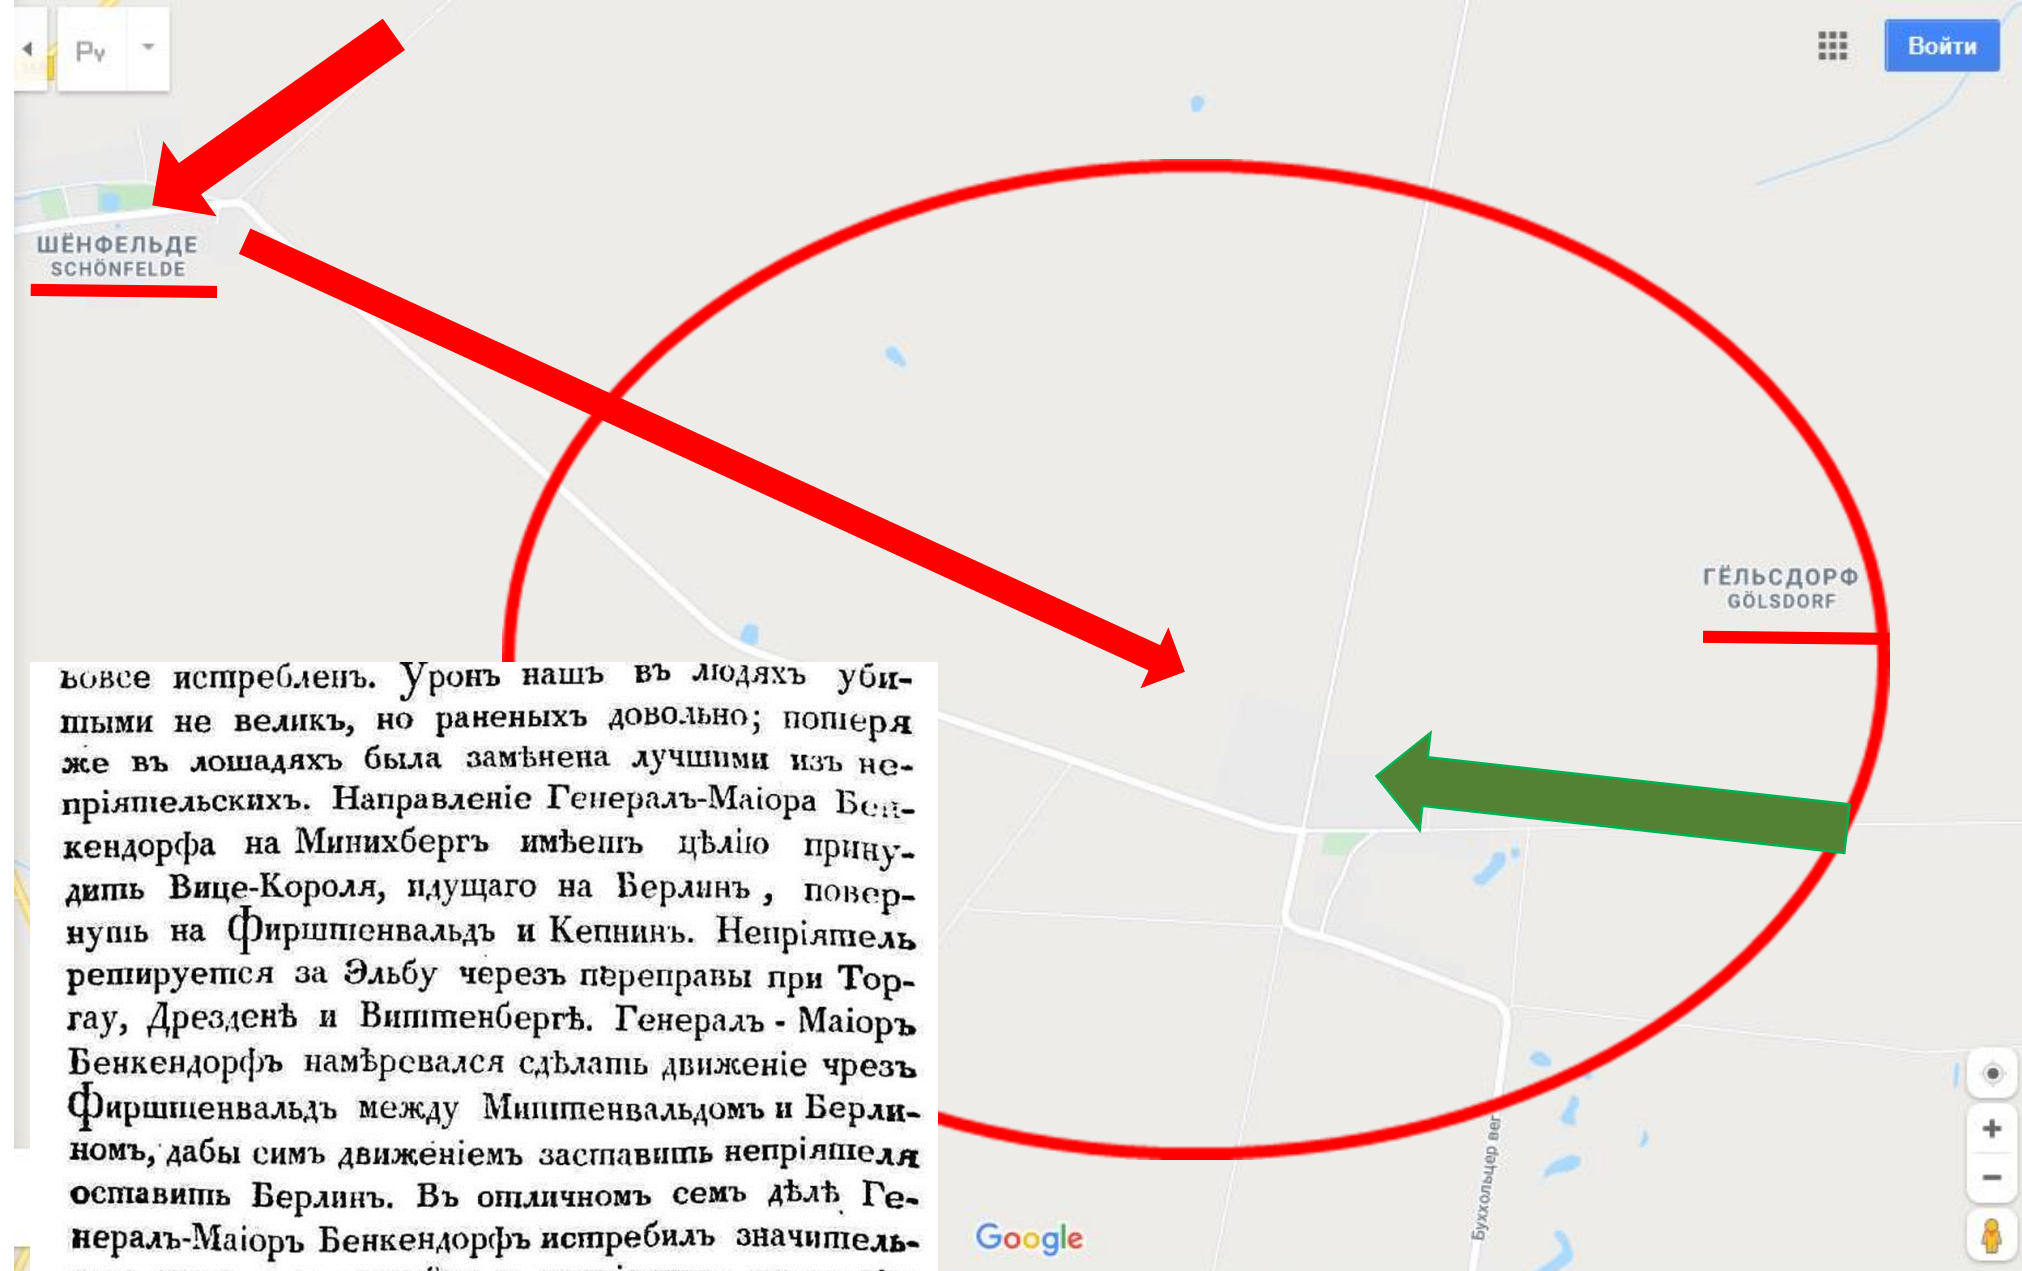 Ру
Войти
ШЁНФЕЛЬДЕ
SCHÖNFELDE
ГЁЛЬСДОРФ
GÖLSDORF
вовсе истребленъ. Уронъ нашъ въ людяхъ уби-
тыми не великъ, но раненыхъ довольно; потеря
же въ лошадяхъ была замѣнена лучшими изъ не-
пріятельскихъ. Направленіе Генералъ-Маіора Бен-
кендорфа на Минихбергъ имѣетъ цѣлію прину-
дить Вице-Короля, идущаго на Берлинъ, повер-
нуть на Фирштенвальдъ и Кепнинъ. Непріятель
ретируется за Эльбу черезъ переправы при Тор-
гау, Дрезденѣ и Виттенбергѣ. Генералъ - Маіоръ
Бенкендорфъ намѣревался сдѣлать движеніе чрезъ
Фирштенвальдъ между Миттенвальдомъ и Берли-
номъ, дабы симъ движеніемъ заставить непріятеля
оставить Берлинъ. Въ отличномъ семъ дѣлѣ Ге-
нералъ-Маіоръ Бенкендорфъ истребилъ значитель-
Буххольцер вег
Google